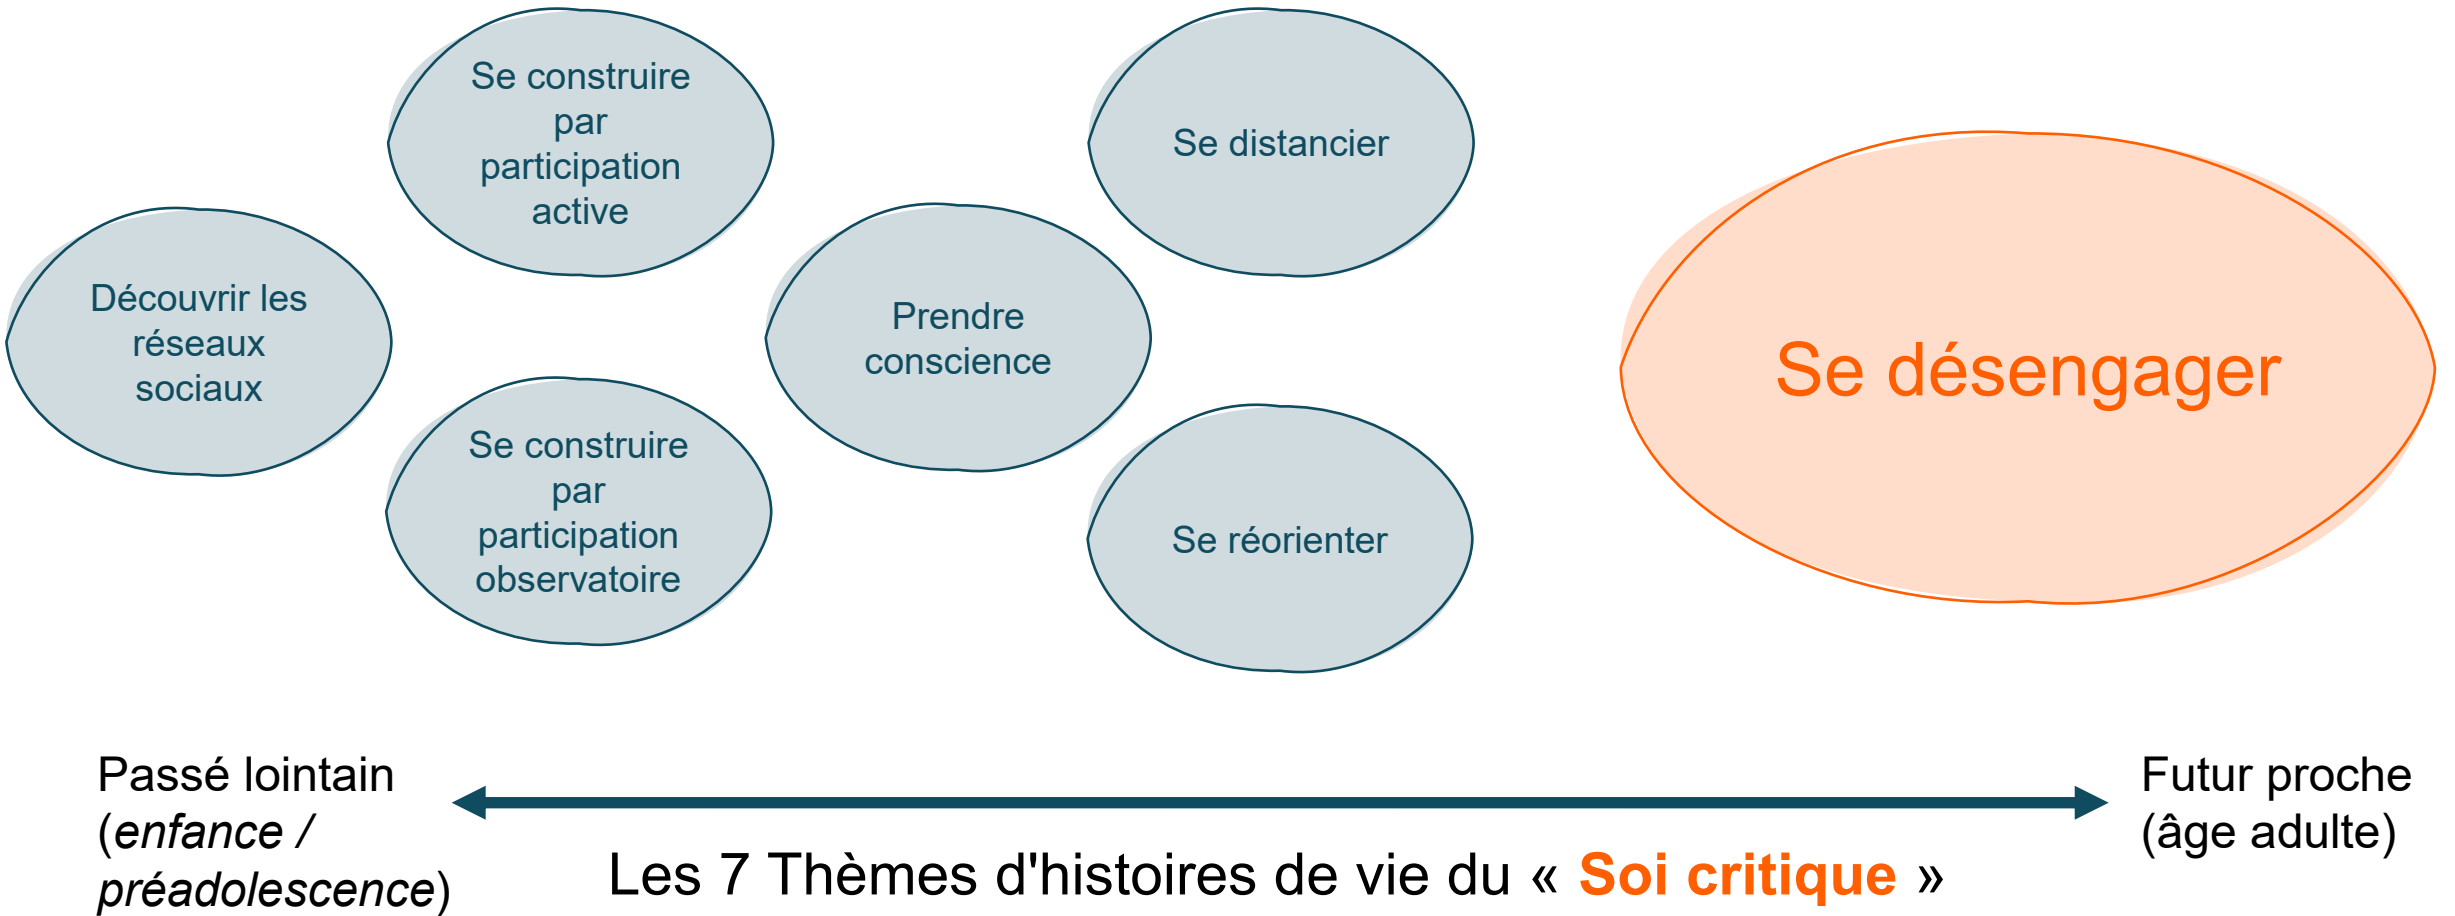 Se construire
par
participation
active
Se distancier
Découvrir les
réseaux
sociaux
Prendre
conscience
Se désengager
Se construire
par
participation
observatoire
Se réorienter
Passé lointain
(enfance /
préadolescence)
Futur proche
(âge adulte)
Les 7 Thèmes d'histoires de vie du « Soi critique »